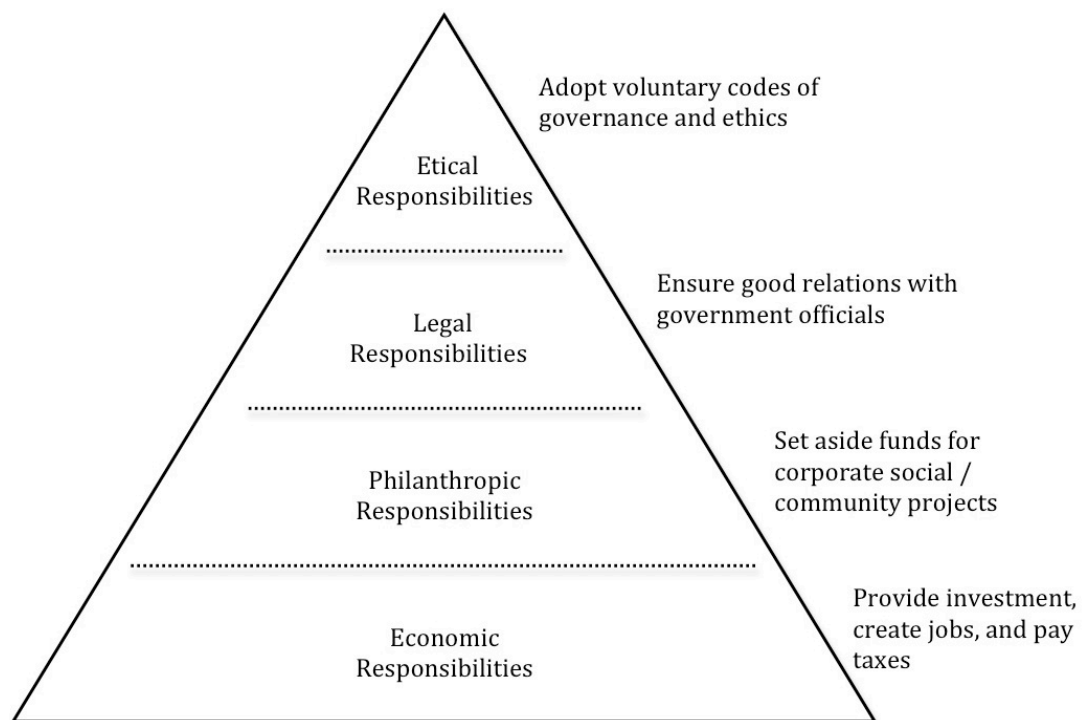 Adopt voluntary codes of
governance and ethics
Etical
Responsibilities
Ensure good relations with
government officials
Legal
Responsibilities
Set aside funds for
corporate social /
community projects
Philanthropic
Responsibilities
Provide investment,
create jobs, and pay
taxes
Economic
Responsibilities